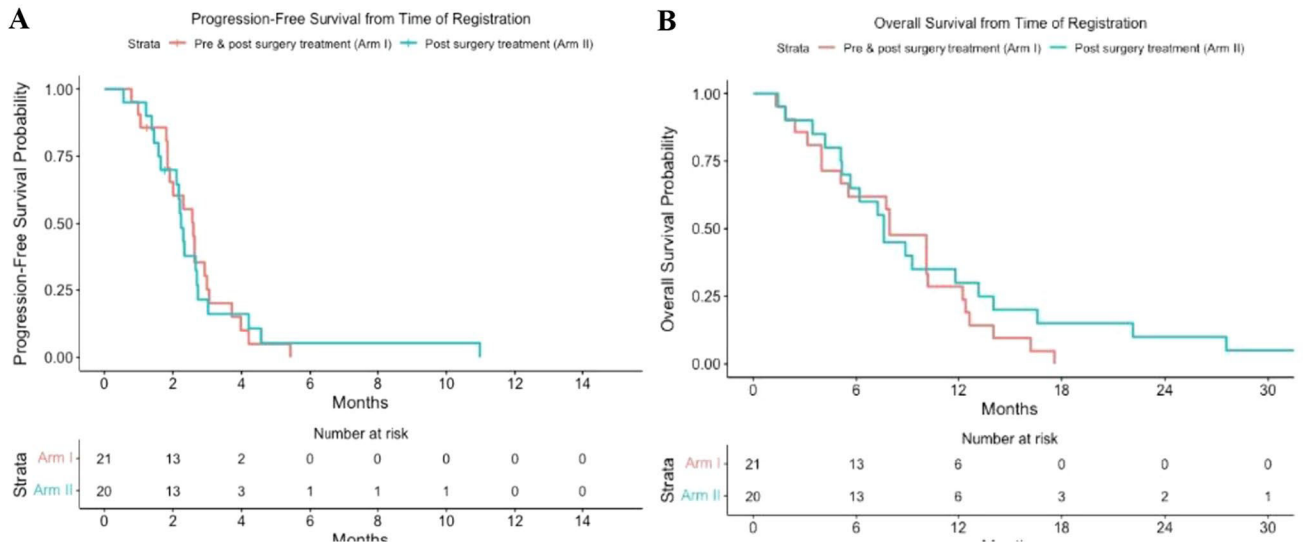 A
Progression-Free Survival from Time of Registration
Strata Pre & post surgery treatment (Arm I) Post surgery treatment (Arm II)
Progression-Free Survival Probability
1.00
0.75
0.50
0.25
0.00
0 2 4 6 8 10 12 14
Months
Number at risk
Strata
Arm I 21 13 2 0 0 0 0 0
Arm II 20 13 3 1 1 1 0 0
0 2 4 6 8 10 12 14
Months
B
Overall Survival from Time of Registration
Strata Pre & post surgery treatment (Arm I) Post surgery treatment (Arm II)
Overall Survival Probability
1.00
0.75
0.50
0.25
0.00
0 6 12 18 24 30
Months
Number at risk
Strata
Arm I 21 13 6 0 0 0
Arm II 20 13 6 3 2 1
0 6 12 18 24 30